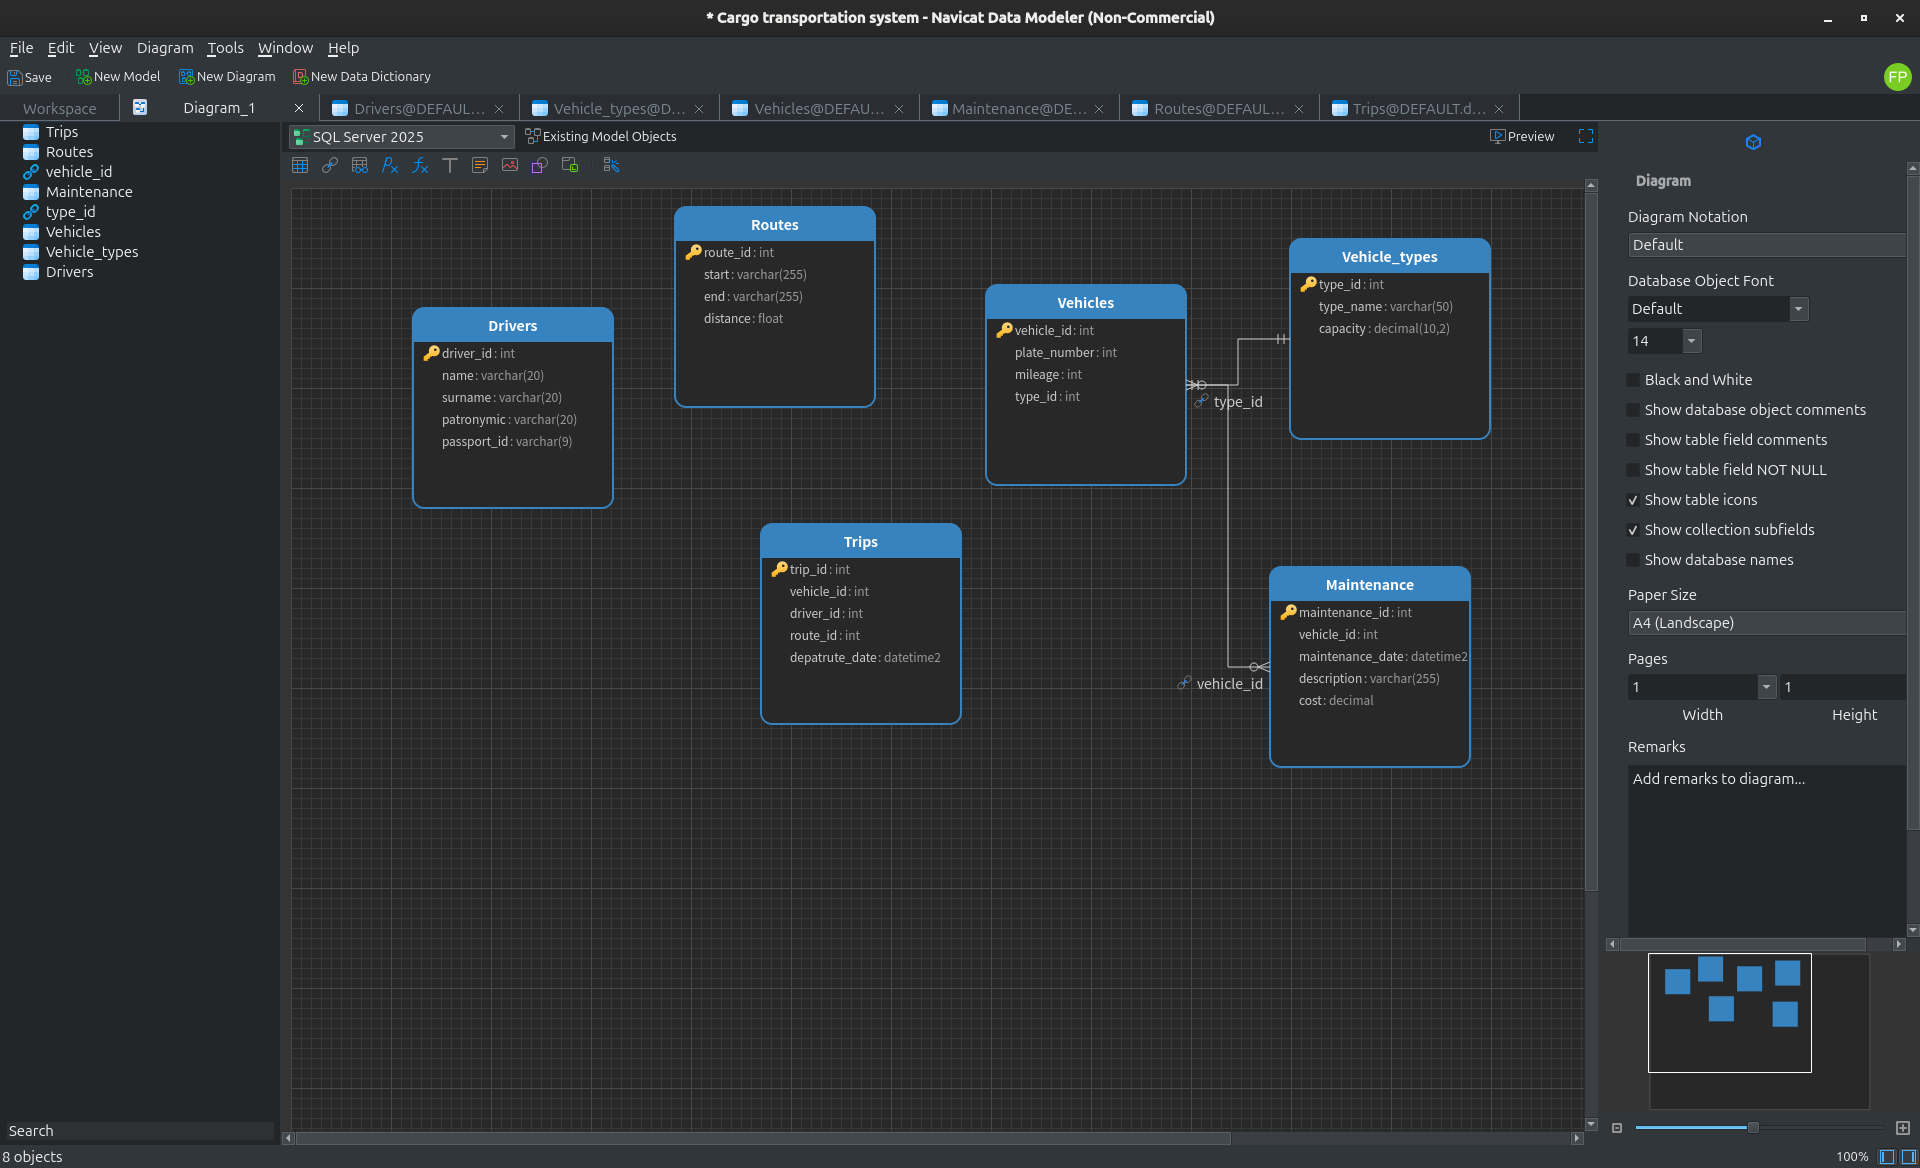 * Cargo transportation system - Navicat Data Modeler (Non-Commercial)
File Edit View Diagram Tools Window Help
Save New Model New Diagram New Data Dictionary
FP
Workspace Diagram_1 Drivers@DEFAUL... Vehicle_types@D... Vehicles@DEFAU... Maintenance@DE... Routes@DEFAUL... Trips@DEFAULT.d...
Trips
Routes
vehicle_id
Maintenance
type_id
Vehicles
Vehicle_types
Drivers
SQL Server 2025 Existing Model Objects Preview
Routes
route_id: int
start: varchar(255)
end: varchar(255)
distance: float
Vehicle_types
type_id: int
type_name: varchar(50)
capacity: decimal(10,2)
Vehicles
vehicle_id: int
plate_number: int
mileage: int
type_id: int
type_id
Drivers
driver_id: int
name: varchar(20)
surname: varchar(20)
patronymic: varchar(20)
passport_id: varchar(9)
Trips
trip_id: int
vehicle_id: int
driver_id: int
route_id: int
depatrute_date: datetime2
Maintenance
maintenance_id: int
vehicle_id: int
maintenance_date: datetime2
description: varchar(255)
cost: decimal
vehicle_id
Diagram
Diagram Notation
Default
Database Object Font
Default
14
Black and White
Show database object comments
Show table field comments
Show table field NOT NULL
Show table icons
Show collection subfields
Show database names
Paper Size
A4 (Landscape)
Pages
1 1
Width Height
Remarks
Add remarks to diagram...
Search
8 objects
100%